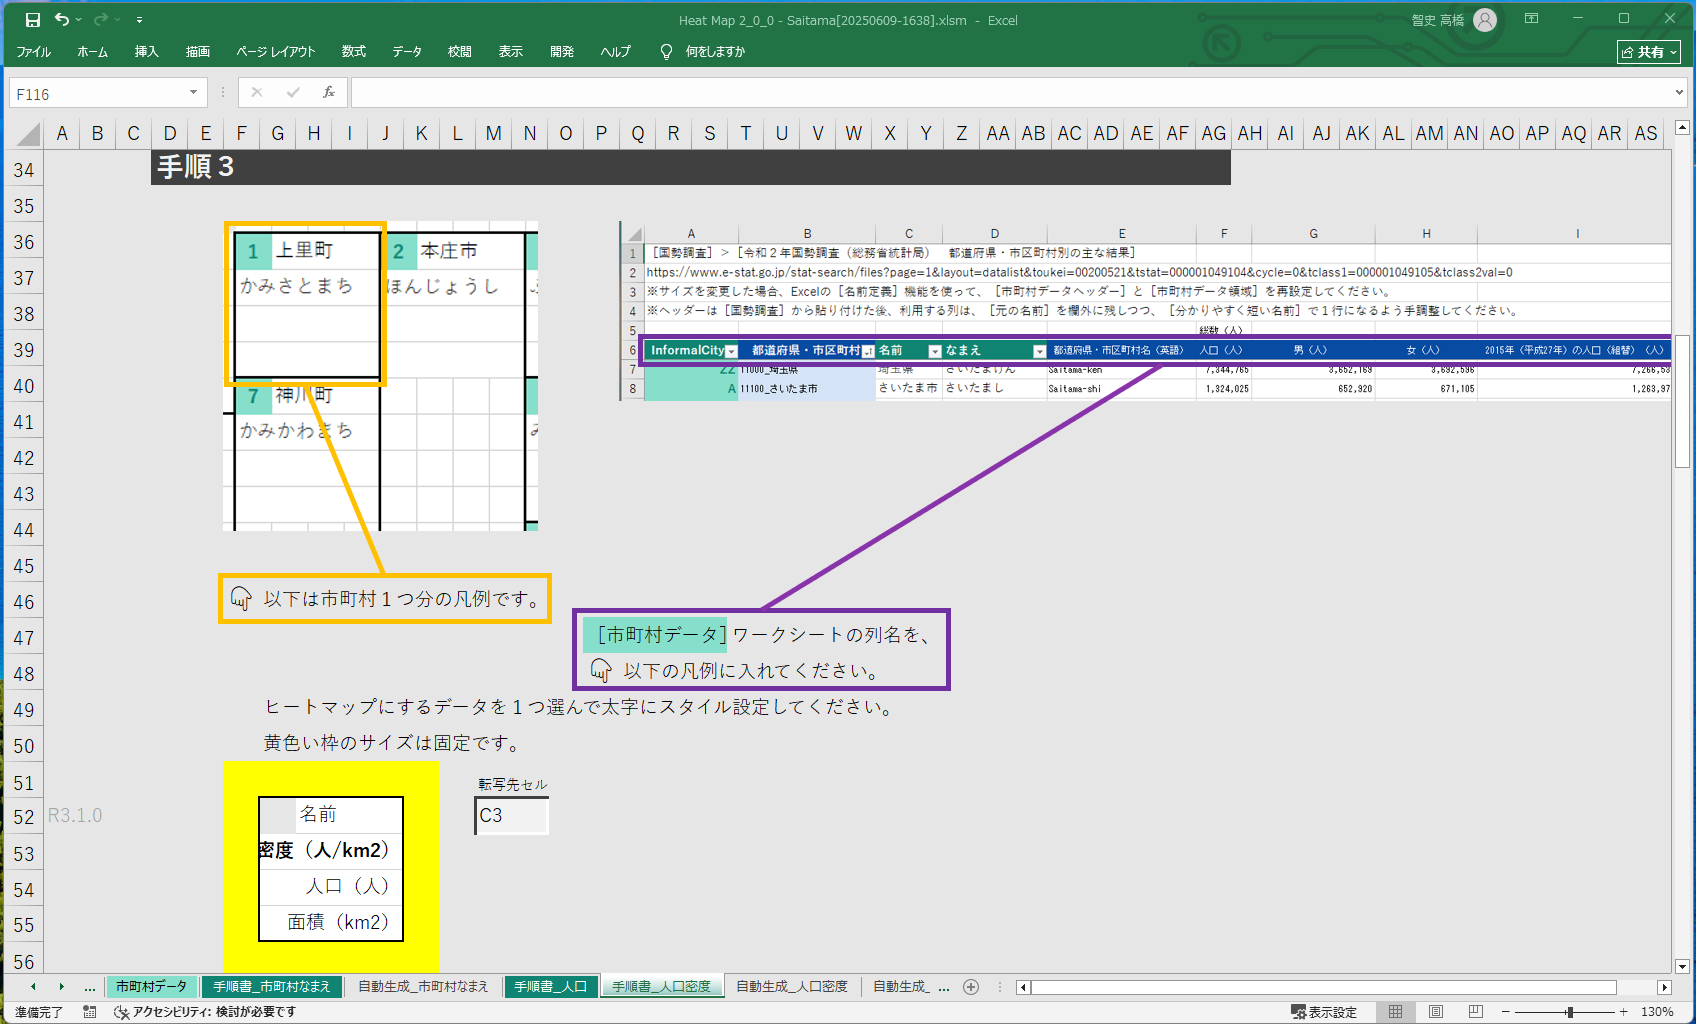 Heat Map 2_0_0 - Saitama[20250609-1638].xlsm - Excel
智史 高橋
ファイル ホーム 挿入 描画 ページ レイアウト 数式 データ 校閲 表示 開発 ヘルプ 何をしますか 共有
F116 fx
A B C D E F G H I J K L M N O P Q R S T U V W X Y Z AA AB AC AD AE AF AG AH AI AJ AK AL AM AN AO AP AQ AR AS
34 35 36 37 38 39 40 41 42 43 44 45 46 47 48 49 50 51 52 53 54 55 56
手順３
1 上里町 2 本庄市
かみさとまち ほんじょうし
7 神川町
かみかわまち
A B C D E F G H I
1 ［国勢調査］＞［令和２年国勢調査（総務省統計局） 都道府県・市区町村別の主な結果］
2 https://www.e-stat.go.jp/stat-search/files?page=1&layout=datalist&toukei=00200521&tstat=000001049104&cycle=0&tclass1=000001049105&tclass2val=0
3 ※サイズを変更した場合、Excelの［名前定義］機能を使って、［市町村データヘッダー］と［市町村データ領域］を再設定してください。
4 ※ヘッダーは［国勢調査］から貼り付けた後、利用する列は、［元の名前］を欄外に残しつつ、［分かりやすく短い名前］で１行になるよう手調整してください。
5 総数（人）
6 InformalCity 都道府県・市区町村 名前 なまえ 都道府県・市区町村名（英語） 人口（人） 男（人） 女（人） 2015年（平成27年）の人口（組替）（人）
7 ZZ 11000_埼玉県 埼玉県 さいたまけん Saitama-ken 7,344,765 3,652,169 3,692,596 7,266,53
8 A 11100_さいたま市 さいたま市 さいたまし Saitama-shi 1,324,025 652,920 671,105 1,263,97
以下は市町村１つ分の凡例です。
［市町村データ］ワークシートの列名を、
以下の凡例に入れてください。
ヒートマップにするデータを１つ選んで太字にスタイル設定してください。
黄色い枠のサイズは固定です。
転写先セル
R3.1.0
C3
名前
密度（人/km2）
人口（人）
面積（km2）
... 市町村データ 手順書_市町村なまえ 自動生成_市町村なまえ 手順書_人口 手順書_人口密度 自動生成_人口密度 自動生成_ ...
準備完了 アクセシビリティ: 検討が必要です 表示設定 130%